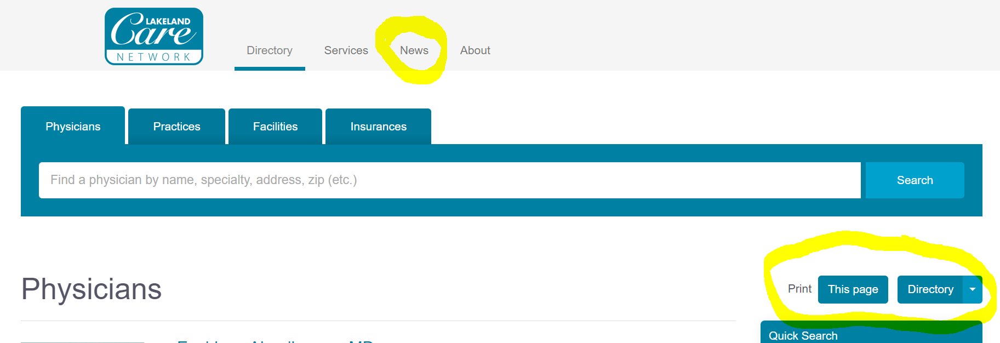 LAKELAND
Care
NETWORK
Directory Services News About
Physicians Practices Facilities Insurances
Find a physician by name, specialty, address, zip (etc.) Search
Physicians
Print This page Directory
Quick Search